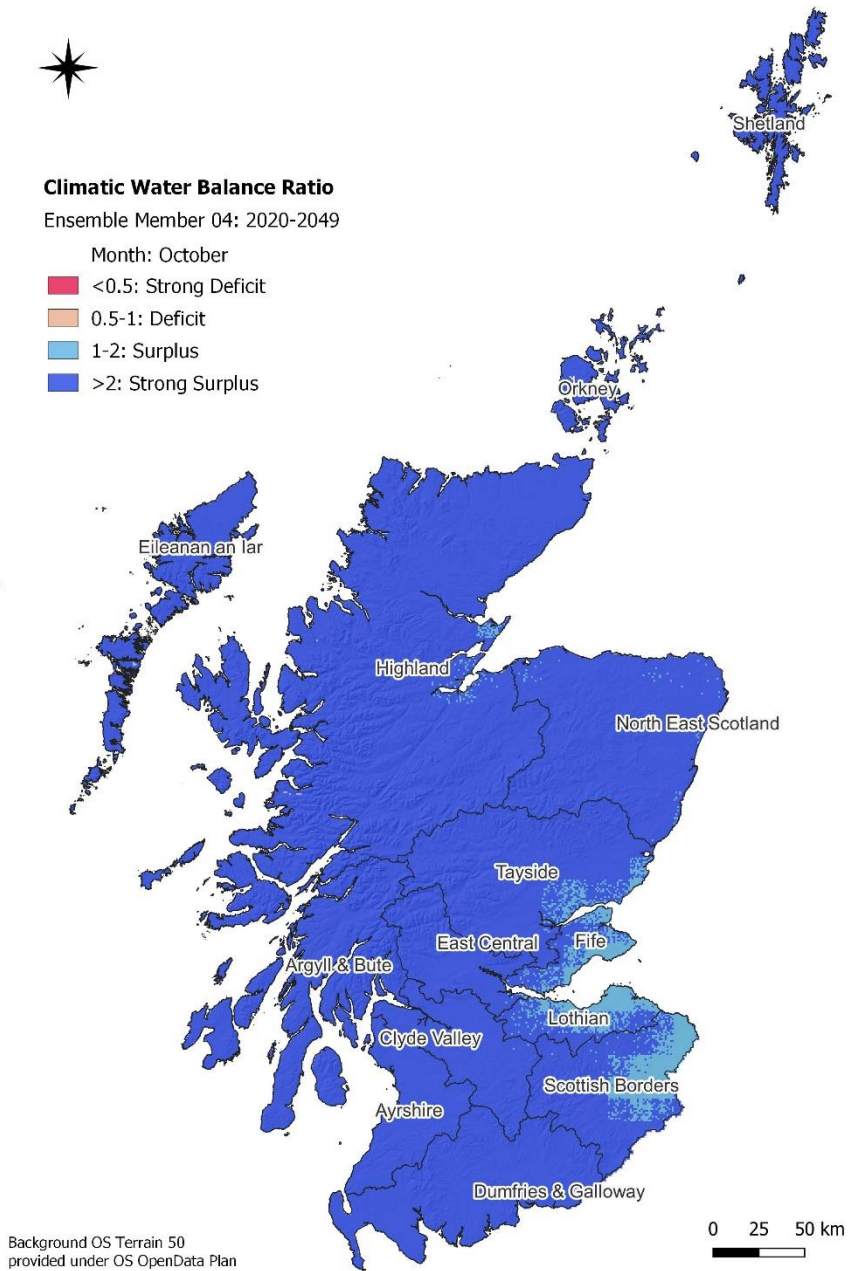 Shetland
Climatic Water Balance Ratio
Ensemble Member 04: 2020-2049
Month: October
<0.5: Strong Deficit
0.5-1: Deficit
1-2: Surplus
>2: Strong Surplus
Orkney
Eileanan an Iar
Highland
North East Scotland
Tayside
East Central
Fife
Argyll & Bute
Lothian
Clyde Valley
Scottish Borders
Ayrshire
Dumfries & Galloway
0 25 50 km
Background OS Terrain 50
provided under OS OpenData Plan